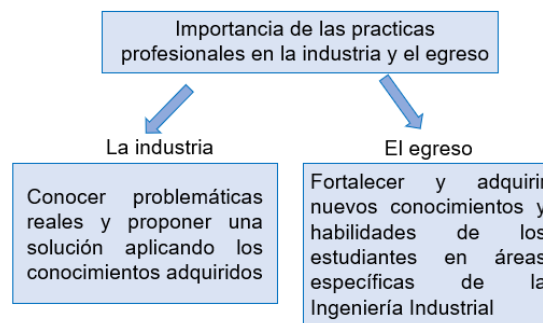 Importancia de las practicas
profesionales en la industria y el egreso
La industria
Conocer problemáticas
reales y proponer una
solución aplicando los
conocimientos adquiridos
El egreso
Fortalecer y adquirir
nuevos conocimientos y
habilidades de los
estudiantes en áreas
específicas de la
Ingeniería Industrial